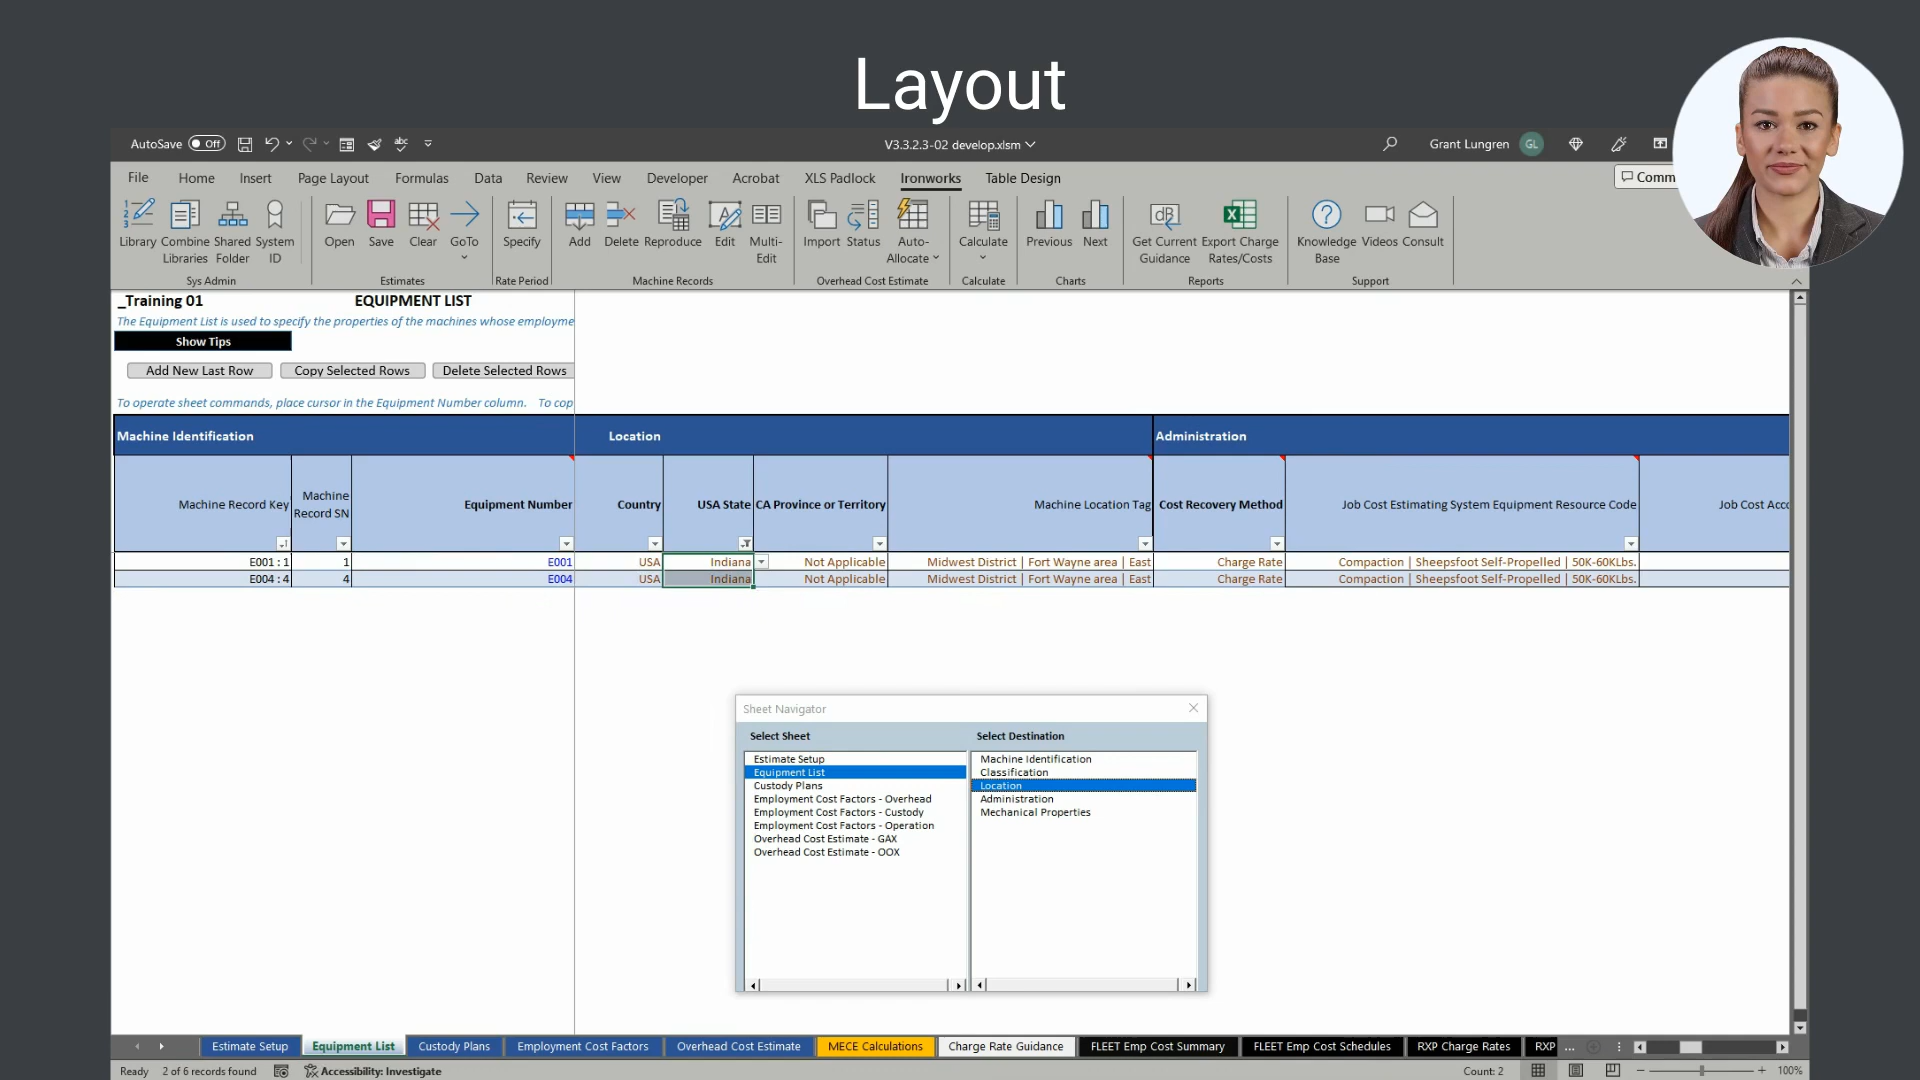 Layout
AutoSave Off
V3.3.2.3-02 develop.xlsm
Grant Lungren GL
File Home Insert Page Layout Formulas Data Review View Developer Acrobat XLS Padlock Ironworks Table Design
Comm
Library Combine Libraries Shared Folder System ID
Sys Admin
Open Save Clear GoTo
Estimates
Specify
Rate Period
Add Delete Reproduce Edit Multi-Edit
Machine Records
Import Status Auto-Allocate
Overhead Cost Estimate
Calculate
Calculate
Previous Next
Charts
Get Current Guidance Export Charge Rates/Costs
Reports
Knowledge Base Videos Consult
Support
_Training 01 EQUIPMENT LIST
The Equipment List is used to specify the properties of the machines whose employme
Show Tips
Add New Last Row Copy Selected Rows Delete Selected Rows
To operate sheet commands, place cursor in the Equipment Number column. To cop
Machine Identification Location Administration
Machine Record Key Machine Record SN Equipment Number Country USA State CA Province or Territory Machine Location Tag Cost Recovery Method Job Cost Estimating System Equipment Resource Code Job Cost Acco
E001 : 1 1 E001 USA Indiana Not Applicable Midwest District | Fort Wayne area | East Charge Rate Compaction | Sheepsfoot Self-Propelled | 50K-60KLbs.
E004 : 4 4 E004 USA Indiana Not Applicable Midwest District | Fort Wayne area | East Charge Rate Compaction | Sheepsfoot Self-Propelled | 50K-60KLbs.
Sheet Navigator
Select Sheet
Estimate Setup
Equipment List
Custody Plans
Employment Cost Factors - Overhead
Employment Cost Factors - Custody
Employment Cost Factors - Operation
Overhead Cost Estimate - GAX
Overhead Cost Estimate - OOX
Select Destination
Machine Identification
Classification
Location
Administration
Mechanical Properties
Estimate Setup Equipment List Custody Plans Employment Cost Factors Overhead Cost Estimate MECE Calculations Charge Rate Guidance FLEET Emp Cost Summary FLEET Emp Cost Schedules RXP Charge Rates RXP ...
Ready 2 of 6 records found Accessibility: Investigate Count: 2 100%